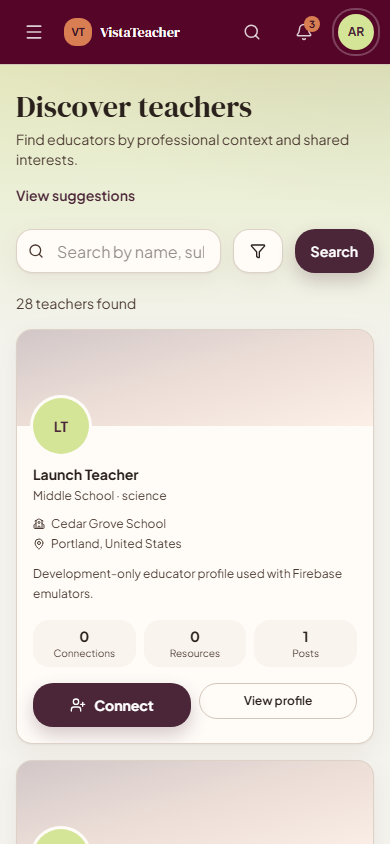 VT VistaTeacher 3 AR
Discover teachers
Find educators by professional context and shared
interests.
View suggestions
Search by name, sul
Search
28 teachers found
LT
Launch Teacher
Middle School · science
Cedar Grove School
Portland, United States
Development-only educator profile used with Firebase
emulators.
0 0 1
Connections Resources Posts
Connect View profile